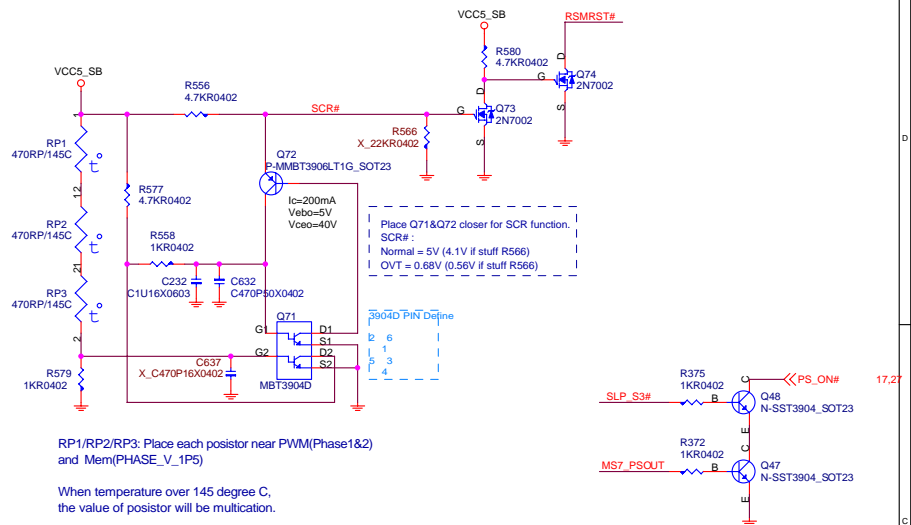 VCC5_SB
RSMRST#
R580
4.7KR0402
D
G
Q74
2N7002
S
VCC5_SB
R556
4.7KR0402
SCR#
D
G
Q73
2N7002
S
R566
X_22KR0402
D
RP1
470RP/145C
t°
Q72
P-MMBT3906LT1G_SOT23
Ic=200mA
Vebo=5V
Vceo=40V
R577
4.7KR0402
12
RP2
470RP/145C
Place Q71&Q72 closer for SCR function.
SCR# :
Normal = 5V (4.1V if stuff R566)
OVT = 0.68V (0.56V if stuff R566)
R558
1KR0402
21
C232
C1U16X0603
C632
C470P50X0402
RP3
470RP/145C
t°
Q71
3904D PIN Define
G1
D1
S1
G2
D2
S2
2 6
1
5 3
4
2
MBT3904D
C637
X_C470P16X0402
R579
1KR0402
R375
1KR0402
PS_ON#
17,27
SLP_S3#
B
C
E
Q48
N-SST3904_SOT23
RP1/RP2/RP3: Place each posistor near PWM(Phase1&2)
and Mem(PHASE_V_1P5)
R372
1KR0402
MS7_PSOUT
B
C
E
Q47
N-SST3904_SOT23
When temperature over 145 degree C,
the value of posistor will be multication.
C